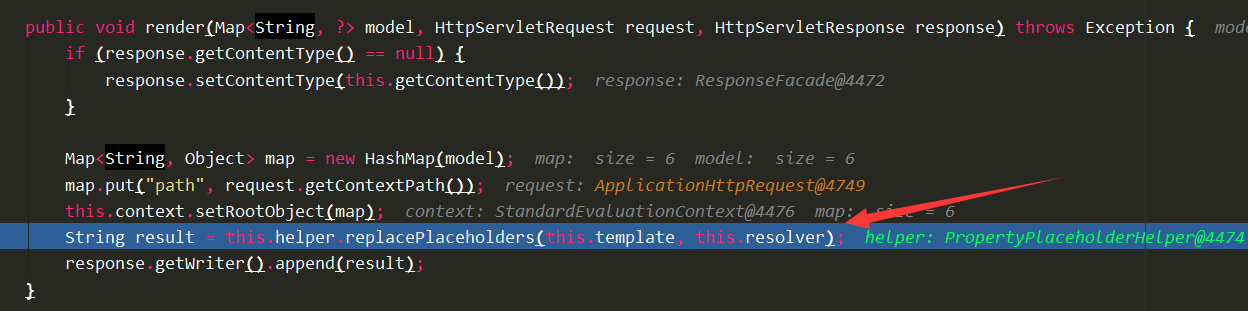 public void render(Map<String, ?> model, HttpServletRequest request, HttpServletResponse response) throws Exception {  mode
if (response.getContentType() == null) {
response.setContentType(this.getContentType());  response: ResponseFacade@4472
}
Map<String, Object> map = new HashMap(model);  map:  size = 6  model:  size = 6
map.put("path", request.getContextPath());  request: ApplicationHttpRequest@4749
this.context.setRootObject(map);  context: StandardEvaluationContext@4476  map:  size = 6
String result = this.helper.replacePlaceholders(this.template, this.resolver);  helper: PropertyPlaceholderHelper@4474
response.getWriter().append(result);
}